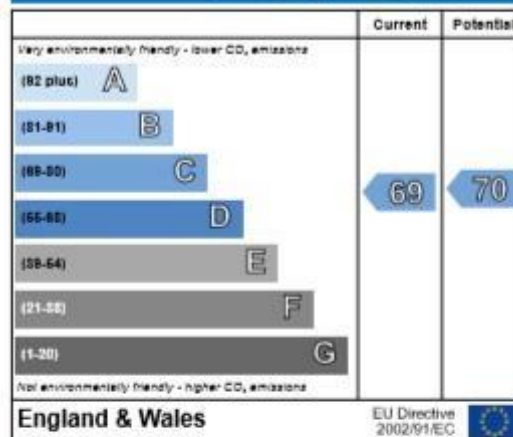 Current Potential
Very environmentally friendly - lower CO₂ emissions
(92 plus) A
(81-91) B
(69-80) C
69 70
(55-68) D
(39-54) E
(21-38) F
(1-20) G
Not environmentally friendly - higher CO₂ emissions
England & Wales
EU Directive
2002/91/EC